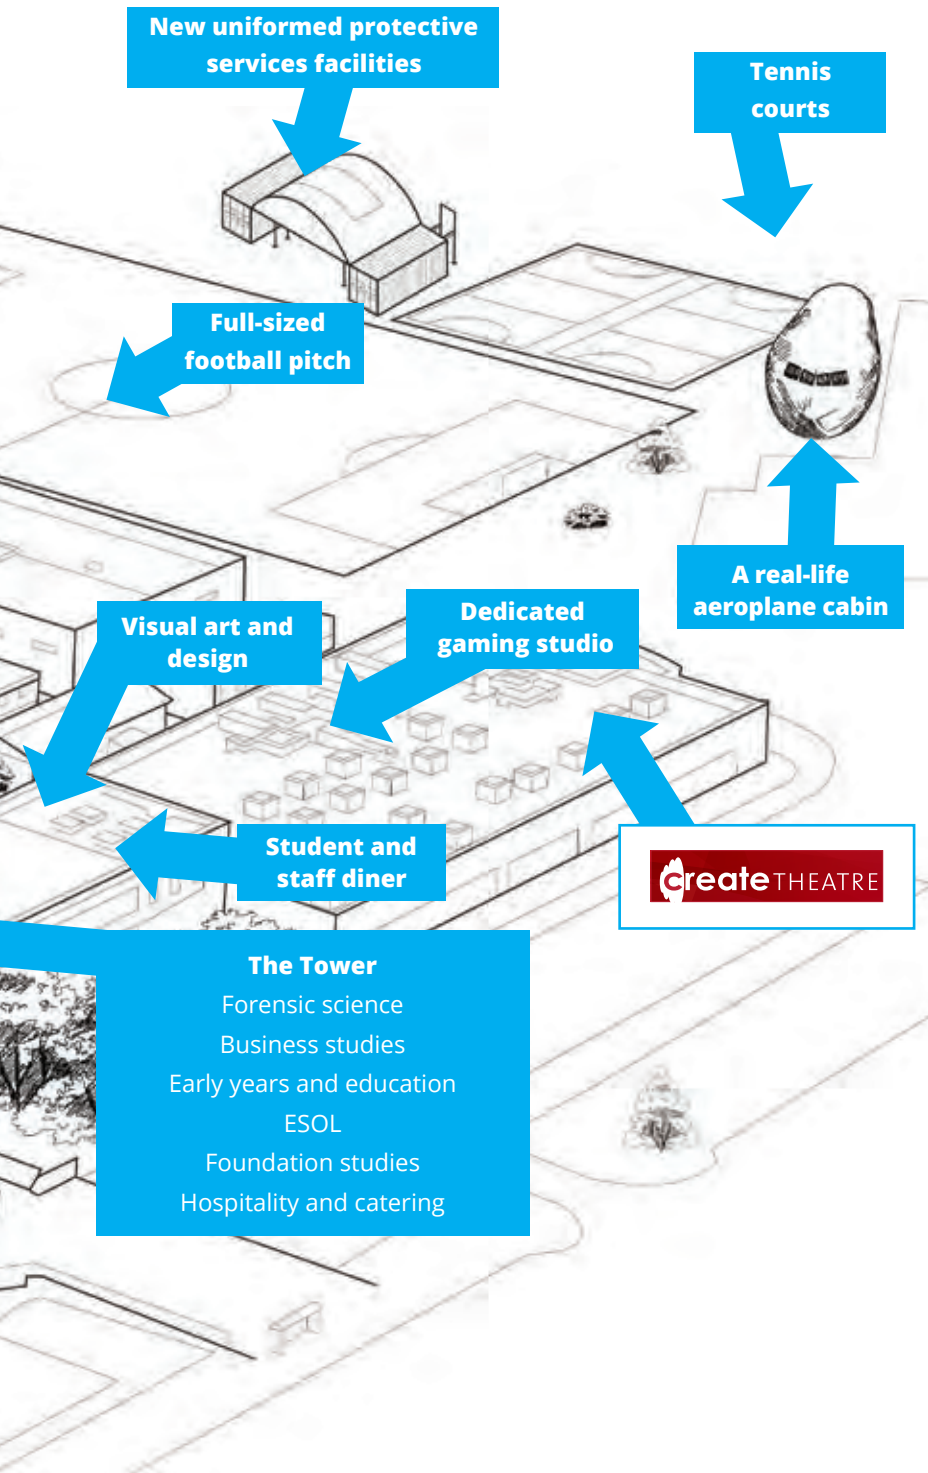 New uniformed protective
services facilities
Tennis
courts
Full-sized
football pitch
A real-life
aeroplane cabin
Visual art and
design
Dedicated
gaming studio
Student and
staff diner
createTHEATRE
The Tower
Forensic science
Business studies
Early years and education
ESOL
Foundation studies
Hospitality and catering